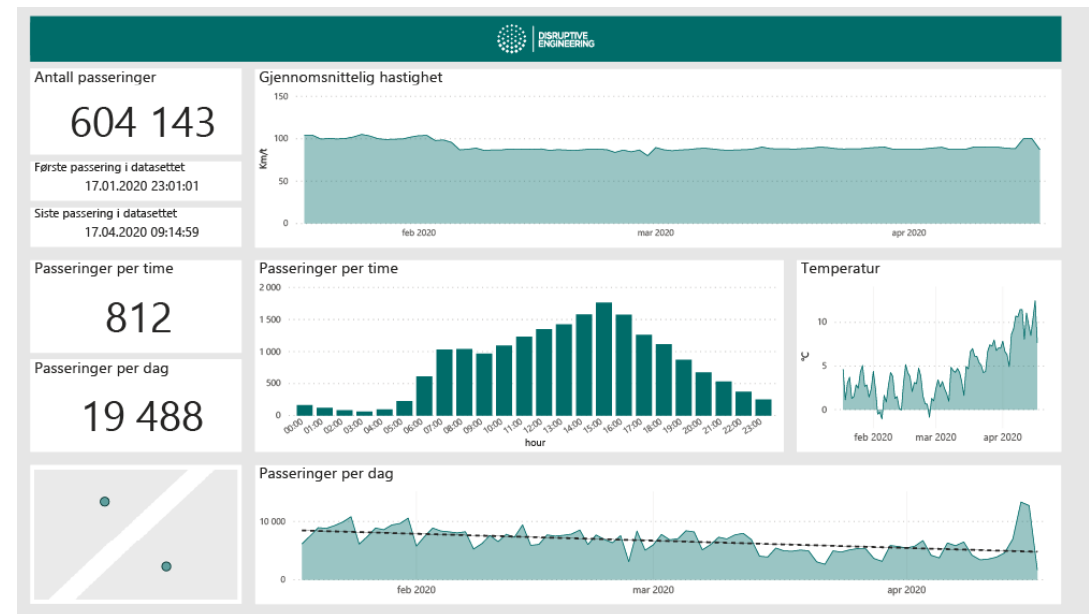 DISRUPTIVE
ENGINEERING
Antall passeringer
604 143
Første passering i datasettet
17.01.2020 23:01:01
Siste passering i datasettet
17.04.2020 09:14:59
Gjennomsnittelig hastighet
150
100
50
0
Km/t
feb 2020 mar 2020 apr 2020
Passeringer per time
812
Passeringer per dag
19 488
Passeringer per time
2 000
1 500
1 000
500
0
00:00 01:00 02:00 03:00 04:00 05:00 06:00 07:00 08:00 09:00 10:00 11:00 12:00 13:00 14:00 15:00 16:00 17:00 18:00 19:00 20:00 21:00 22:00 23:00
hour
Temperatur
10
5
0
°C
feb 2020 mar 2020 apr 2020
Passeringer per dag
10 000
0
feb 2020 mar 2020 apr 2020